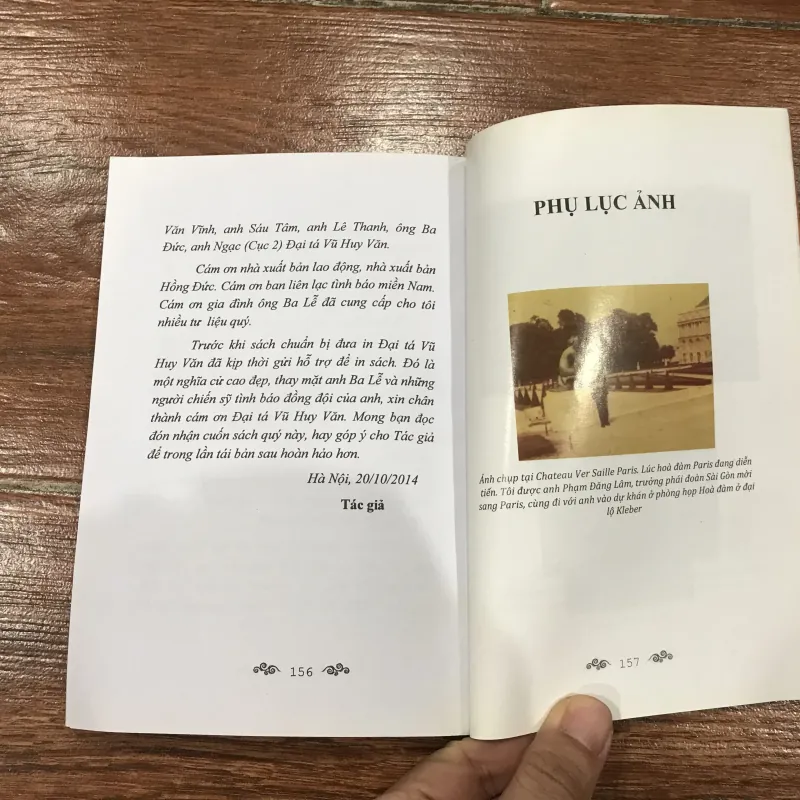 Văn Vĩnh, anh Sáu Tâm, anh Lê Thanh, ông Ba
Đức, anh Ngạc (Cục 2) Đại tá Vũ Huy Văn.
Cám ơn nhà xuất bản lao động, nhà xuất bản
Hồng Đức. Cám ơn ban liên lạc tình báo miền Nam.
Cám ơn gia đình ông Ba Lễ đã cung cấp cho tôi
nhiều tư liệu quý.
Trước khi sách chuẩn bị đưa in Đại tá Vũ
Huy Văn đã kịp thời gửi hỗ trợ để in sách. Đó là
một nghĩa cử cao đẹp, thay mặt anh Ba Lễ và những
người chiến sỹ tình báo đồng đội của anh, xin chân
thành cám ơn Đại tá Vũ Huy Văn. Mong bạn đọc
đón nhận cuốn sách quý này, hay góp ý cho Tác giả
để trong lần tái bản sau hoàn hảo hơn.
Hà Nội, 20/10/2014
Tác giả
156
PHỤ LỤC ẢNH
Ảnh chụp tại Chateau Ver Saille Paris. Lúc hoà đàm Paris đang diễn
tiến. Tôi được anh Phạm Đăng Lâm, trưởng phái đoàn Sài Gòn mời
sang Paris, cùng đi với anh vào dự khán ở phòng họp Hoà đàm ở đại
lộ Kleber
157